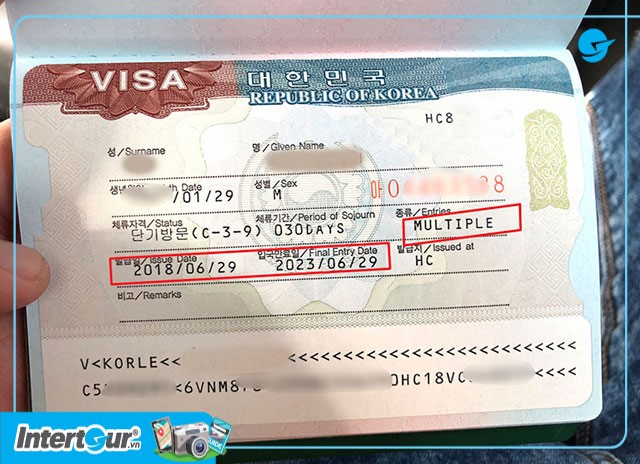 VISA 대한민국
REPUBLIC OF KOREA
HC8
성/Surname 명/Given Name
Date 성별/Sex
/01/29 M
체류자격/Status 체류기간/Period of Sojourn 종류/Entries
단기방문(C-3-9) 030DAYS MULTIPLE
발급일/Issue Date 입국만료일/Final Entry Date 발급지/Issued at
2018/06/29 2023/06/29 HC
비고/Remarks
V<KORLE<< <<<<<<<<<<<<<<<<<<<<<
Intertour.vn
GUIDE